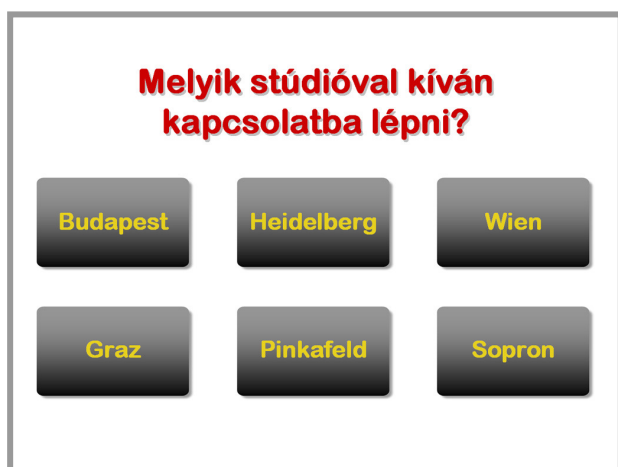 Melyik stúdióval kíván
kapcsolatba lépni?
Budapest Heidelberg Wien
Graz Pinkafeld Sopron